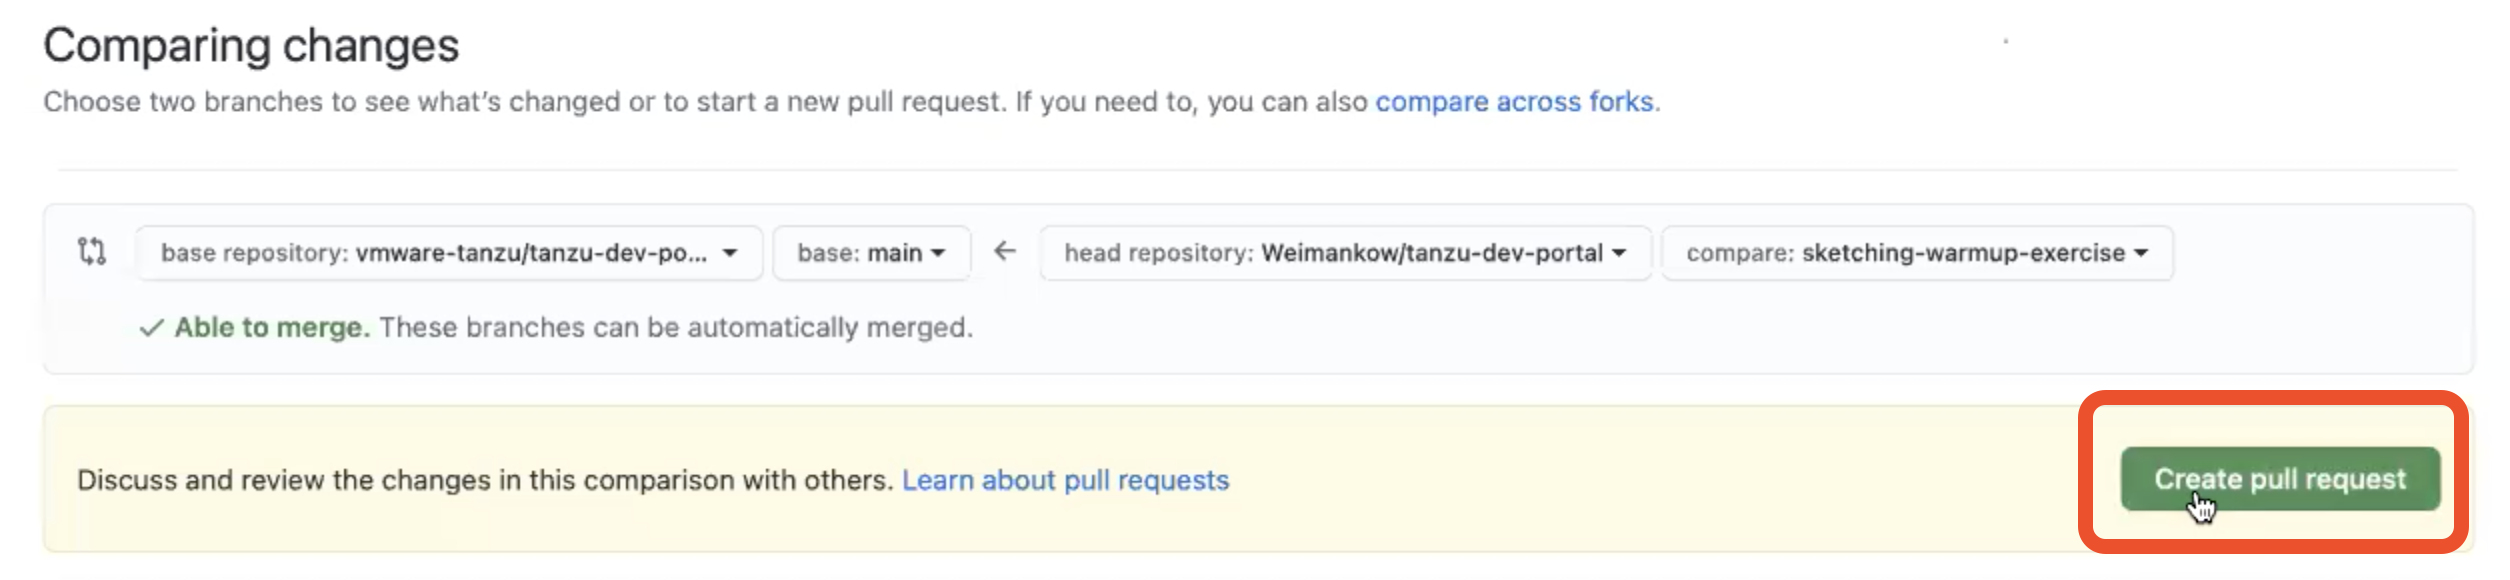 Comparing changes
Choose two branches to see what's changed or to start a new pull request. If you need to, you can also compare across forks.
base repository: vmware-tanzu/tanzu-dev-po... base: main head repository: Weimankow/tanzu-dev-portal compare: sketching-warmup-exercise
Able to merge. These branches can be automatically merged.
Discuss and review the changes in this comparison with others. Learn about pull requests
Create pull request